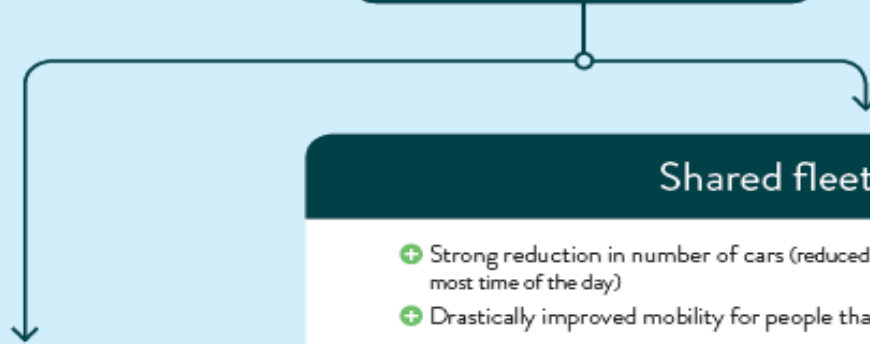 Shared fleet
Strong reduction in number of cars (reduced
most time of the day)
Drastically improved mobility for people tha